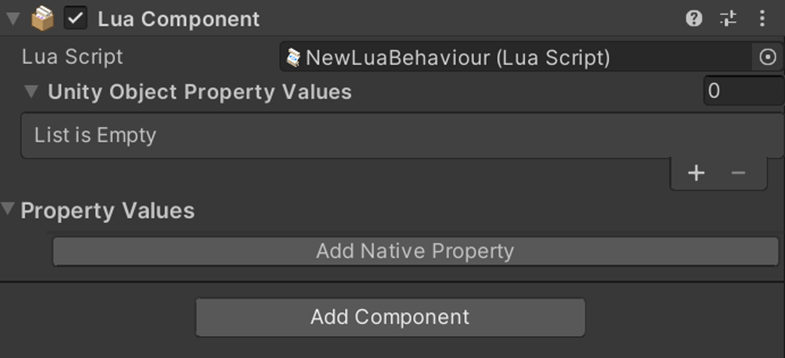 Lua Component
Lua Script NewLuaBehaviour (Lua Script)
Unity Object Property Values 0
List is Empty
+ −
Property Values
Add Native Property
Add Component